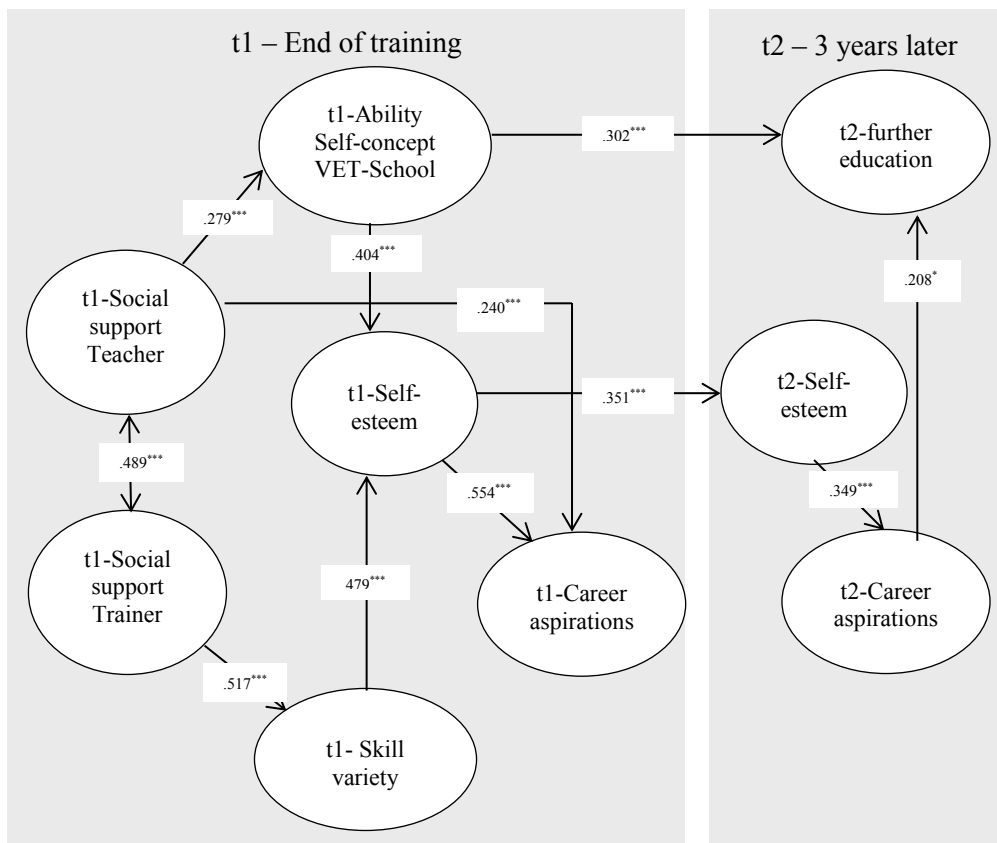 t1 – End of training
t2 – 3 years later
t1-Ability
Self-concept
VET-School
.302***
t2-further
education
.279***
.404***
.208*
t1-Social
support
Teacher
.240***
t1-Self-
esteem
.351***
t2-Self-
esteem
.489***
.554***
.349***
t1-Social
support
Trainer
479***
t1-Career
aspirations
t2-Career
aspirations
.517***
t1- Skill
variety